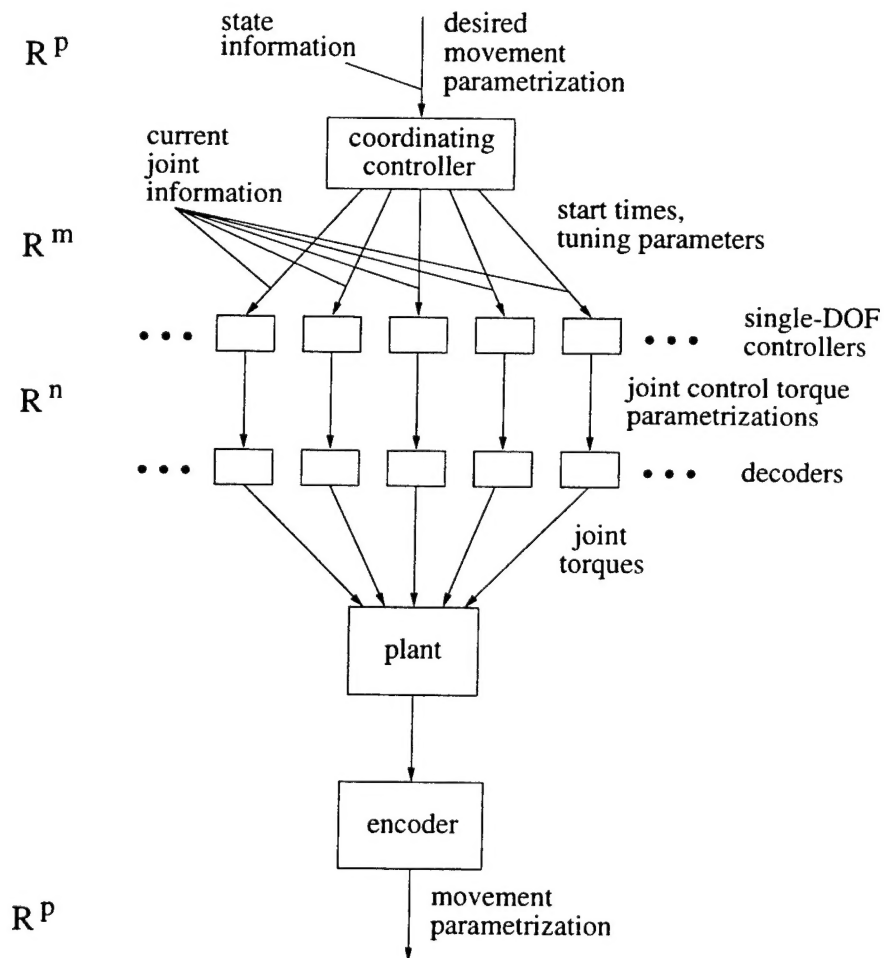 state
information
desired
movement
parametrization
R p
coordinating
controller
current
joint
information
start times,
tuning parameters
R m
single-DOF
controllers
R n
joint control torque
parametrizations
decoders
joint
torques
plant
encoder
movement
parametrization
R p